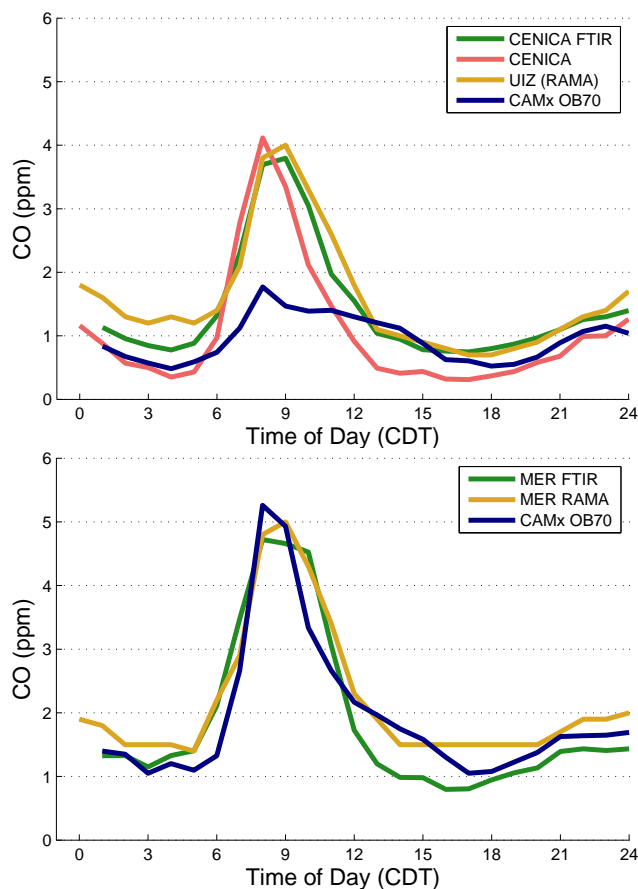 6
5
4
3
2
1
0
CO (ppm)
CENICA FTIR
CENICA
UIZ (RAMA)
CAMx OB70
0 3 6 9 12 15 18 21 24
Time of Day (CDT)
6
5
4
3
2
1
0
CO (ppm)
MER FTIR
MER RAMA
CAMx OB70
0 3 6 9 12 15 18 21 24
Time of Day (CDT)